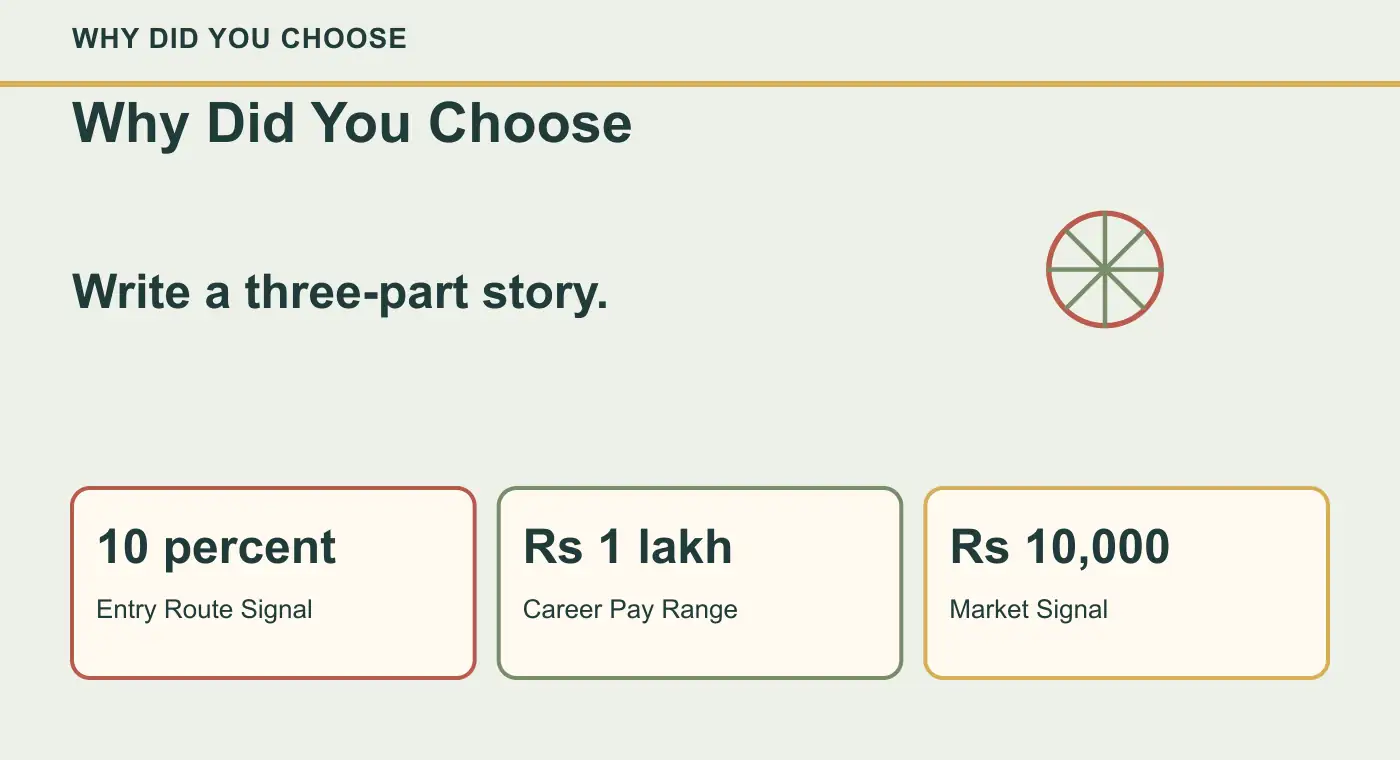 WHY DID YOU CHOOSE
Why Did You Choose
Write a three-part story.
10 percent
Entry Route Signal
Rs 1 lakh
Career Pay Range
Rs 10,000
Market Signal